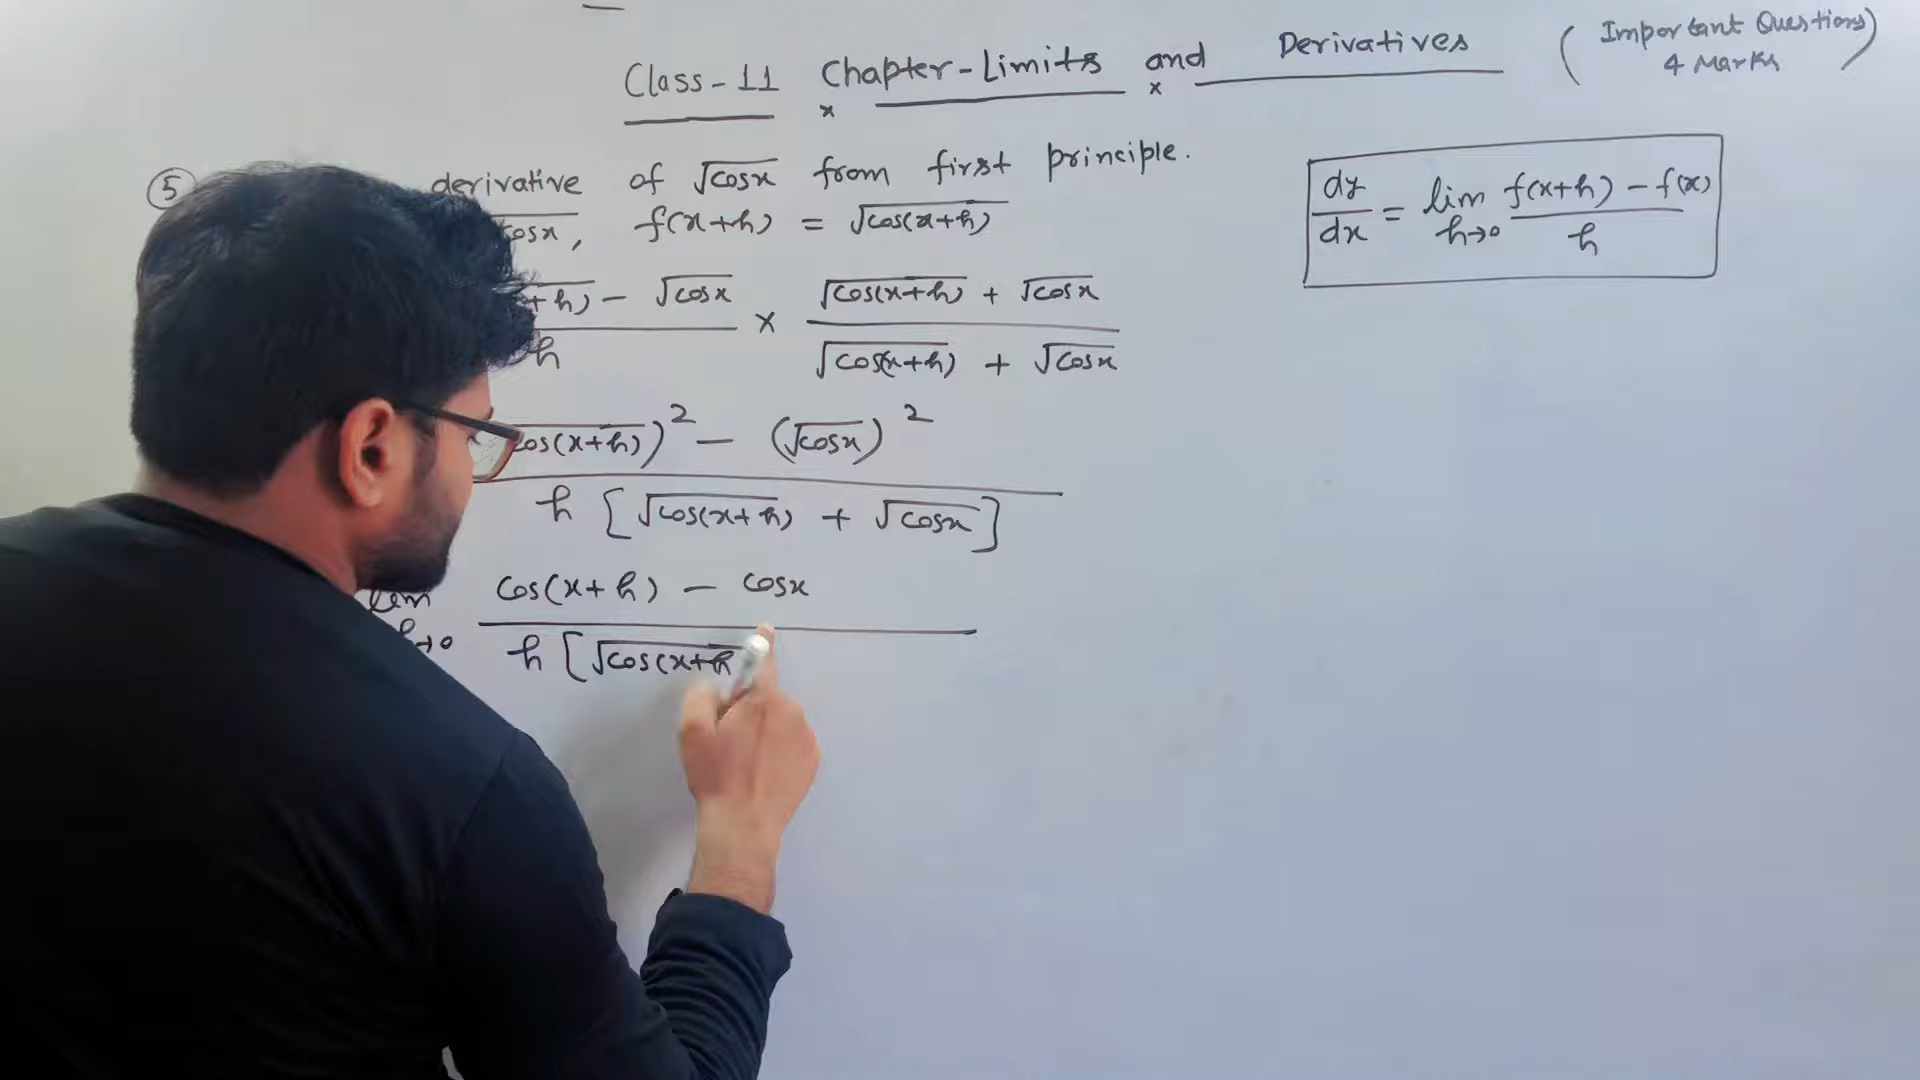 Class-11 Chapter-Limits and Derivatives (Important Questions 4 Marks)
x x
⑤ derivative of √cosx from first principle.
cosx, f(x+h) = √cos(x+h)
dy/dx = lim h→0 f(x+h) - f(x) / h
+h) - √cosx / h × √cos(x+h) + √cosx / √cos(x+h) + √cosx
cos(x+h))² - (√cosx)²
h [√cos(x+h) + √cosx]
lim h→0 cos(x+h) - cosx
h [√cos(x+h